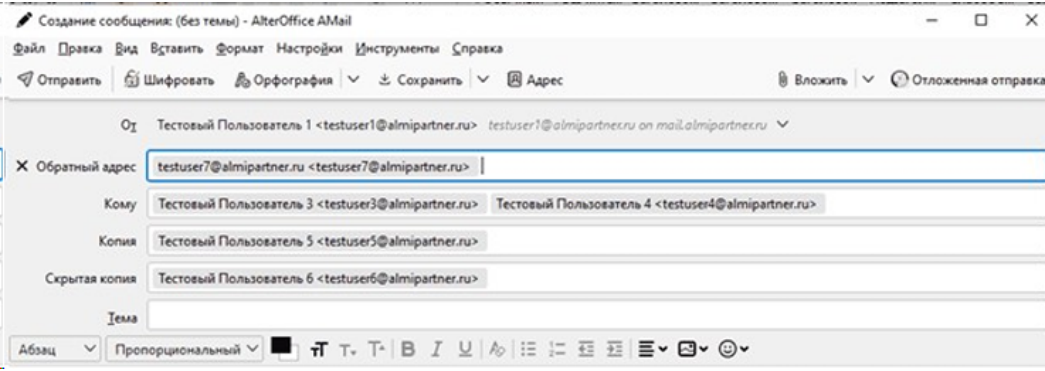 Создание сообщения: (без темы) - AlterOffice AMail
Файл Правка Вид Вставить Формат Настройки Инструменты Справка
Отправить Шифровать Орфография Сохранить Адрес Вложить Отложенная отправка
От Тестовый Пользователь 1 <testuser1@almipartner.ru> testuser1@almipartner.ru on mail.almipartner.ru
Обратный адрес testuser7@almipartner.ru <testuser7@almipartner.ru>
Кому Тестовый Пользователь 3 <testuser3@almipartner.ru> Тестовый Пользователь 4 <testuser4@almipartner.ru>
Копия Тестовый Пользователь 5 <testuser5@almipartner.ru>
Скрытая копия Тестовый Пользователь 6 <testuser6@almipartner.ru>
Тема
Абзац Пропорциональный